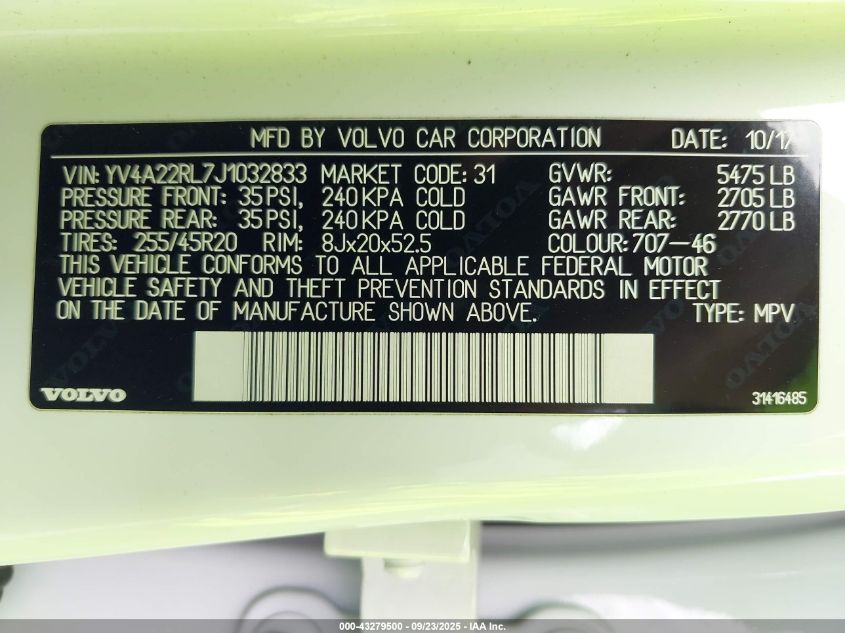 MFD BY VOLVO CAR CORPORATION DATE: 10/17
VIN: YV4A22RL7J1032833 MARKET CODE: 31 GVWR: 5475 LB
PRESSURE FRONT: 35 PSI, 240 KPA COLD GAWR FRONT: 2705 LB
PRESSURE REAR: 35 PSI, 240 KPA COLD GAWR REAR: 2770 LB
TIRES: 255/45R20 RIM: 8Jx20x52.5 COLOUR: 707-46
THIS VEHICLE CONFORMS TO ALL APPLICABLE FEDERAL MOTOR
VEHICLE SAFETY AND THEFT PREVENTION STANDARDS IN EFFECT
ON THE DATE OF MANUFACTURE SHOWN ABOVE. TYPE: MPV
VOLVO 31416485
000-43279500 - 09/23/2025 - IAA Inc.